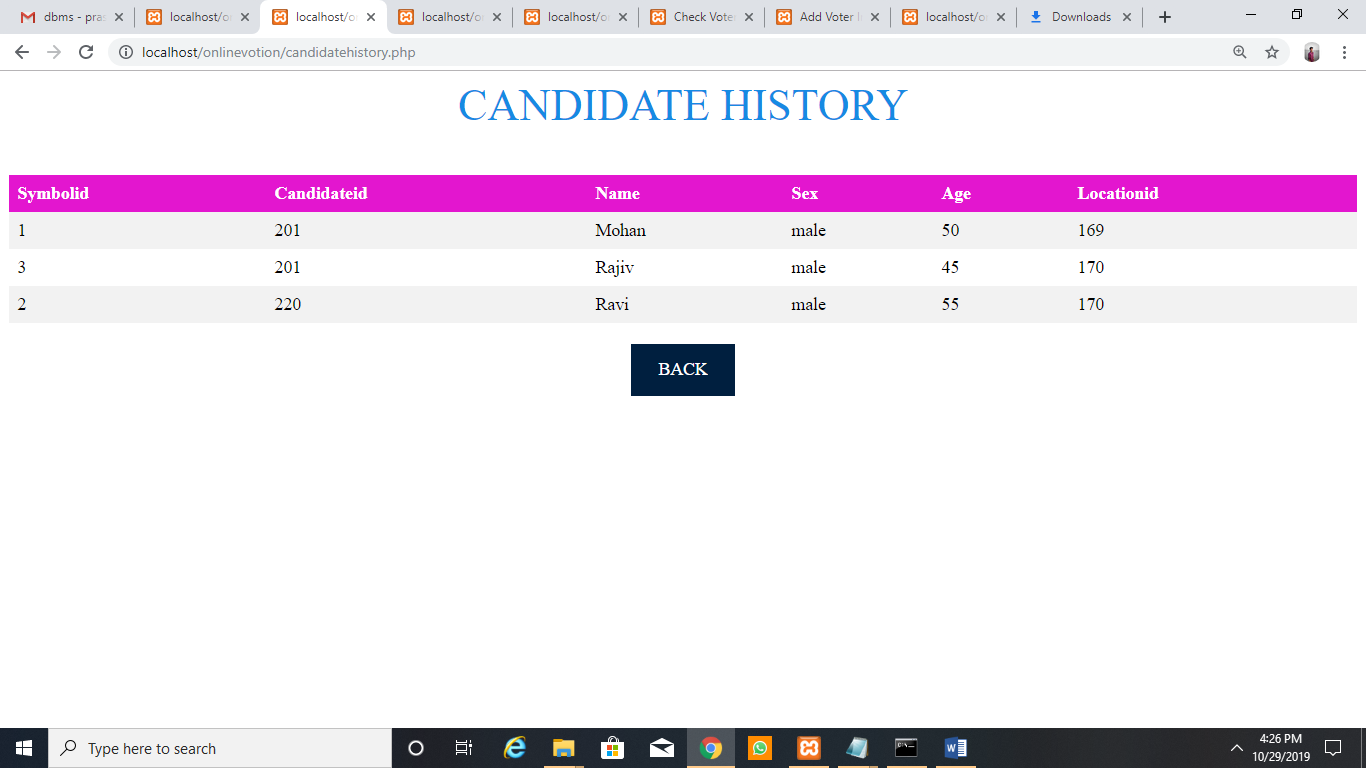 dbms - pra
localhost/o
localhost/o
localhost/o
localhost/o
Check Vote
Add Voter I
localhost/o
Downloads
localhost/onlinevotion/candidatehistory.php
CANDIDATE HISTORY
Symbolid Candidateid Name Sex Age Locationid
1 201 Mohan male 50 169
3 201 Rajiv male 45 170
2 220 Ravi male 55 170
BACK
Type here to search
4:26 PM
10/29/2019